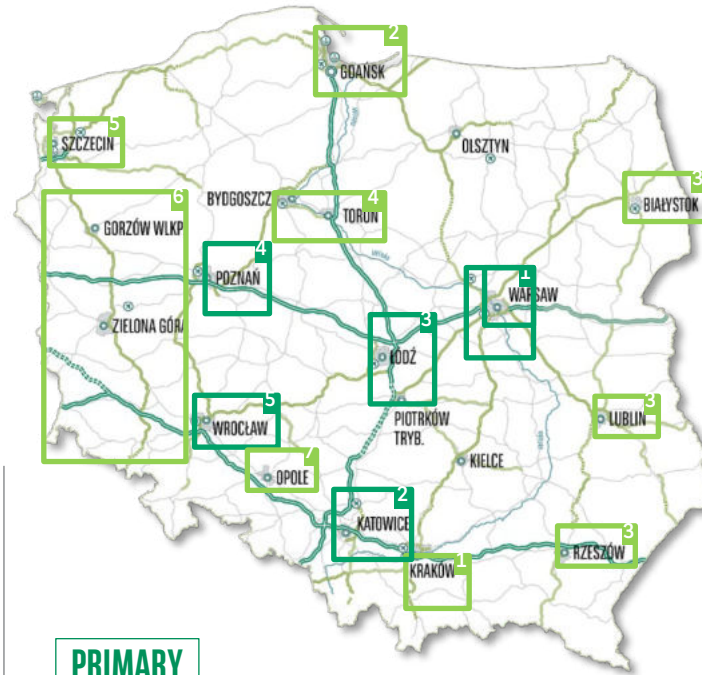 2
GDAŃSK
5
SZCZECIN
OLSZTYN
3
BIAŁYSTOK
6
BYDGOSZCZ
4
TORUŃ
GORZÓW WLKP
4
POZNAŃ
1
WARSAW
ZIELONA GÓRA
3
ŁÓDŹ
5
WROCŁAW
PIOTRKÓW
TRYB.
3
LUBLIN
7
OPOLE
KIELCE
2
KATOWICE
3
RZESZÓW
1
KRAKÓW
PRIMARY